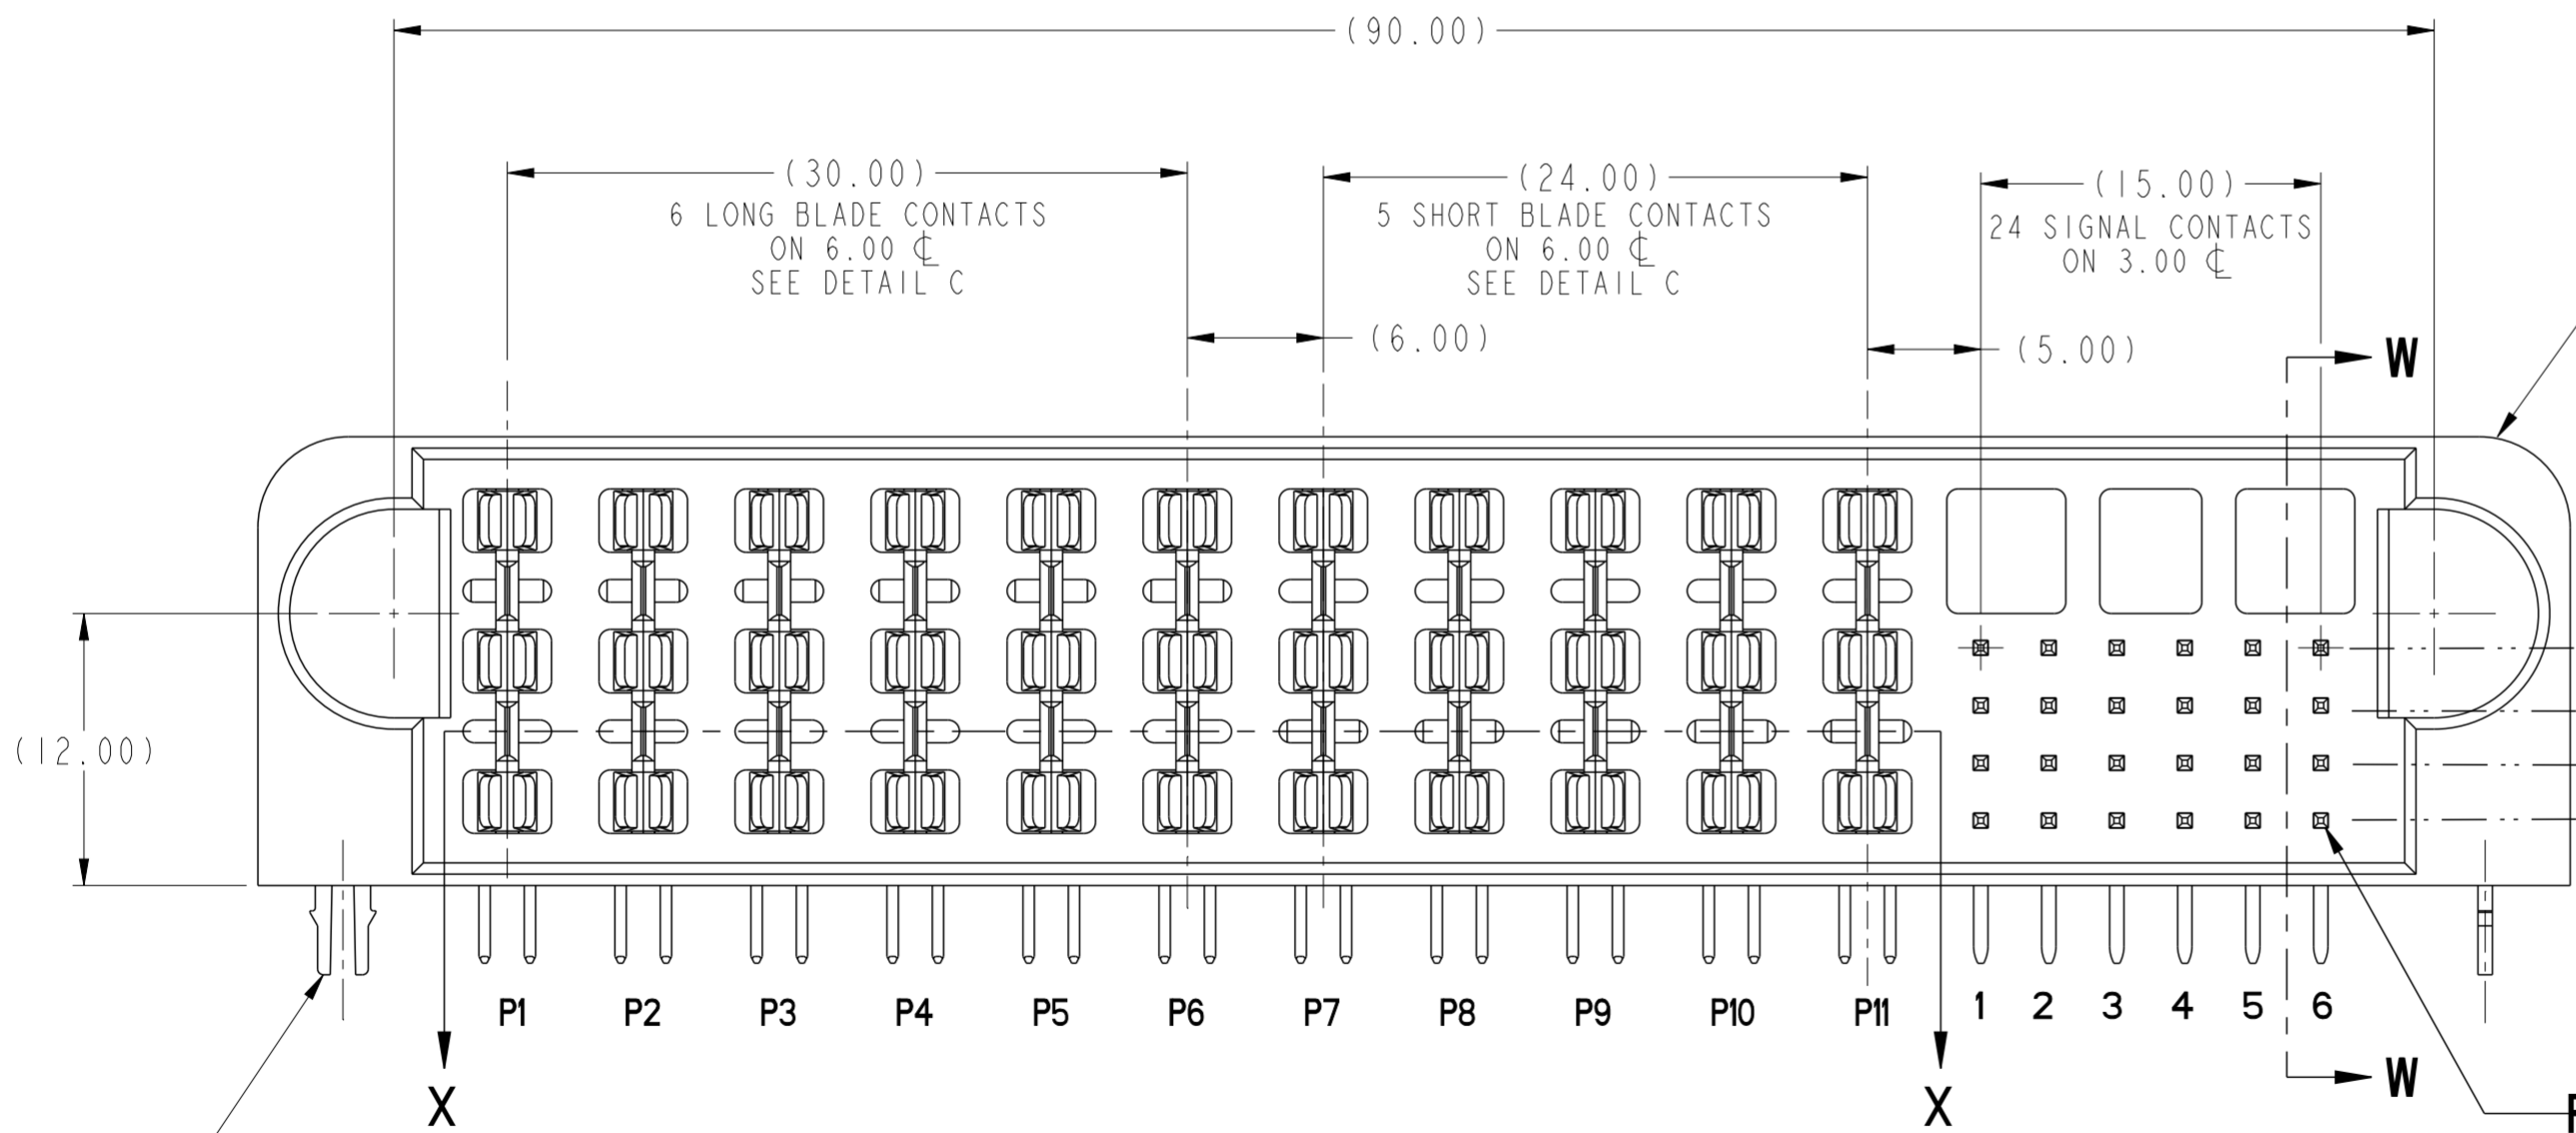 (90.00)
(30.00)
6 LONG BLADE CONTACTS
ON 6.00 ℄
SEE DETAIL C
(24.00)
5 SHORT BLADE CONTACTS
ON 6.00 ℄
SEE DETAIL C
(15.00)
24 SIGNAL CONTACTS
ON 3.00 ℄
(6.00)
(5.00)
W
(12.00)
P1 P2 P3 P4 P5 P6 P7 P8 P9 P10 P11 1 2 3 4 5 6
X X
W